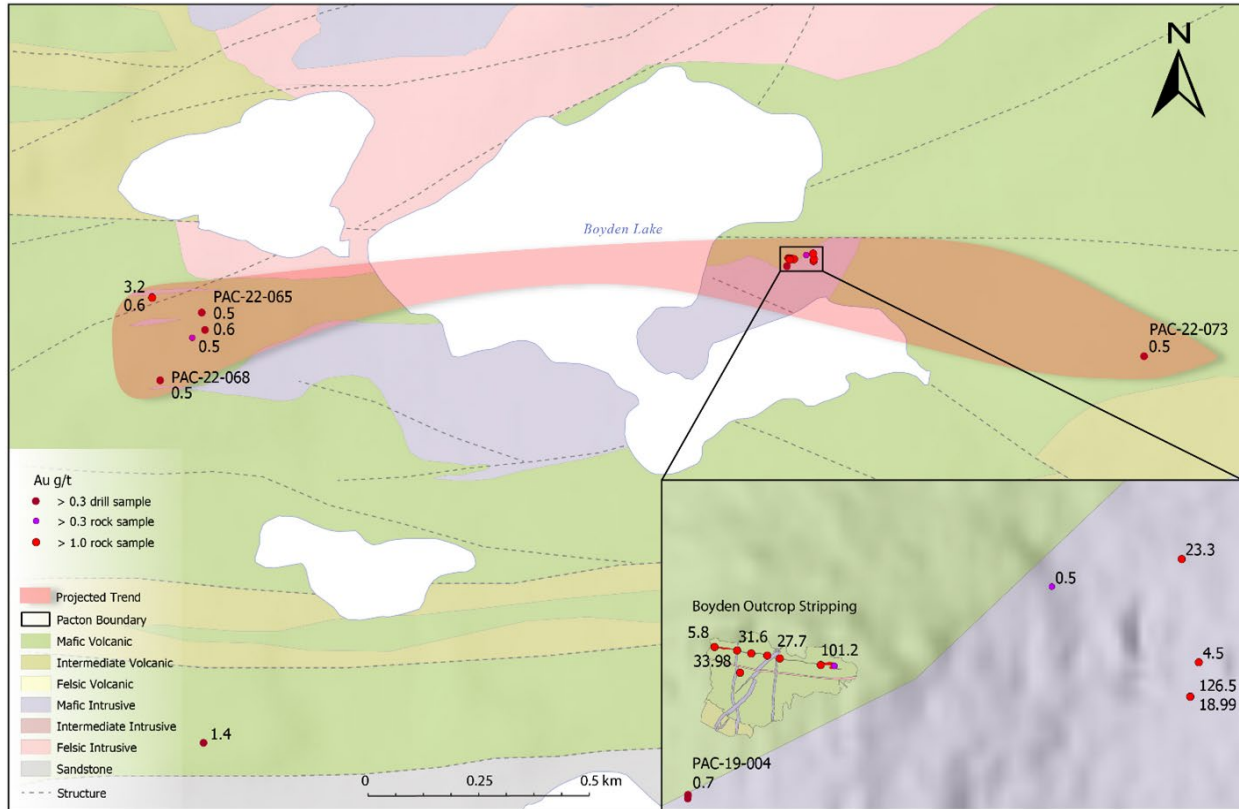 N
Boyden Lake
3.2
0.6
PAC-22-065
0.5
0.6
0.5
PAC-22-068
0.5
PAC-22-073
0.5
Au g/t
> 0.3 drill sample
> 0.3 rock sample
> 1.0 rock sample
Projected Trend
Pacton Boundary
Mafic Volcanic
Intermediate Volcanic
Felsic Volcanic
Mafic Intrusive
Intermediate Intrusive
Felsic Intrusive
Sandstone
Structure
1.4
0 0.25 0.5 km
23.3
0.5
Boyden Outcrop Stripping
5.8 31.6 27.7 101.2
33.98
4.5
126.5
18.99
PAC-19-004
0.7